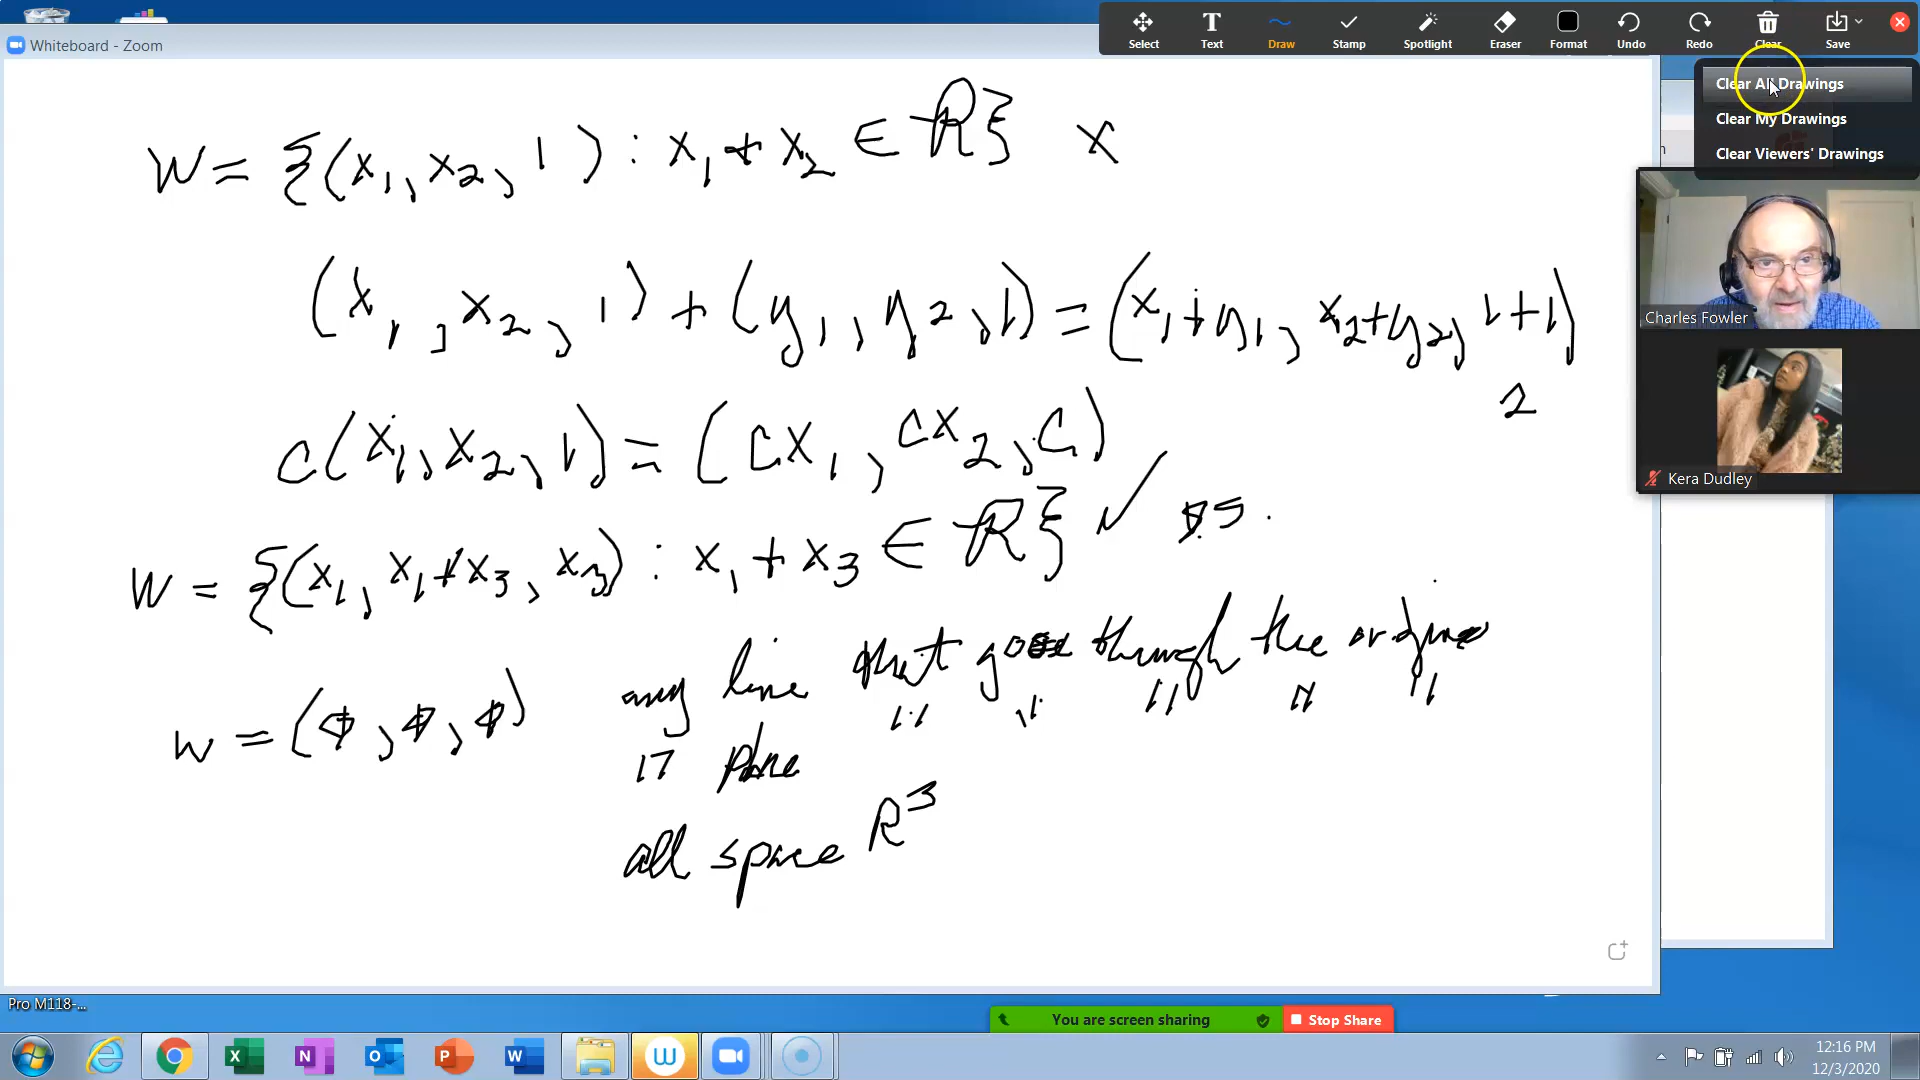 Whiteboard - Zoom
Select Text Draw Stamp Spotlight Eraser Format Undo Redo Clear Save
Clear All Drawings
Clear My Drawings
Clear Viewers' Drawings
W = {(x₁, x₂, 1) : x₁ + x₂ ∈ R} x
(x₁, x₂, 1) + (y₁, y₂, 1) = (x₁+y₁, x₂+y₂, 1+1)
2
c(x₁, x₂, 1) = (cx₁, cx₂, c)
W = {(x₁, x₁+x₃, x₃) : x₁ + x₃ ∈ R} ✓
any line that goes through the origine
w = (ϕ, ϕ, ϕ)
" plane " " " " "
all space R³
Charles Fowler
Kera Dudley
Pro M118-...
You are screen sharing
Stop Share
12:16 PM
12/3/2020